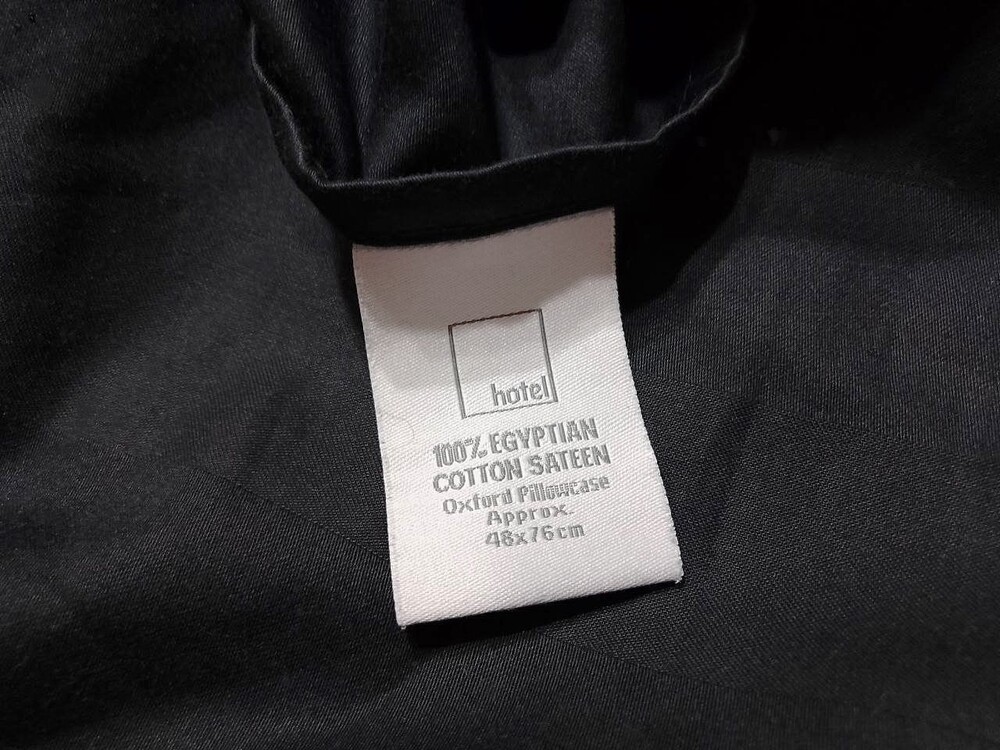 hotel
100% EGYPTIAN
COTTON SATEEN
Oxford Pillowcase
Approx.
48x76cm